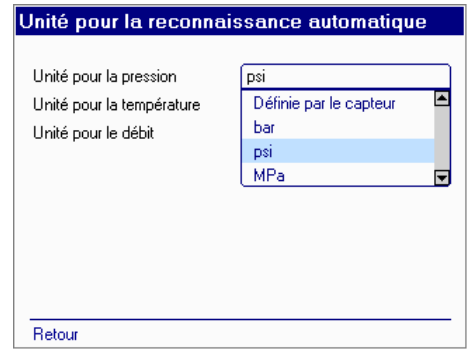 Unité pour la reconnaissance automatique
Unité pour la pression psi
Unité pour la température Définie par le capteur
Unité pour le débit bar
psi
MPa
Retour